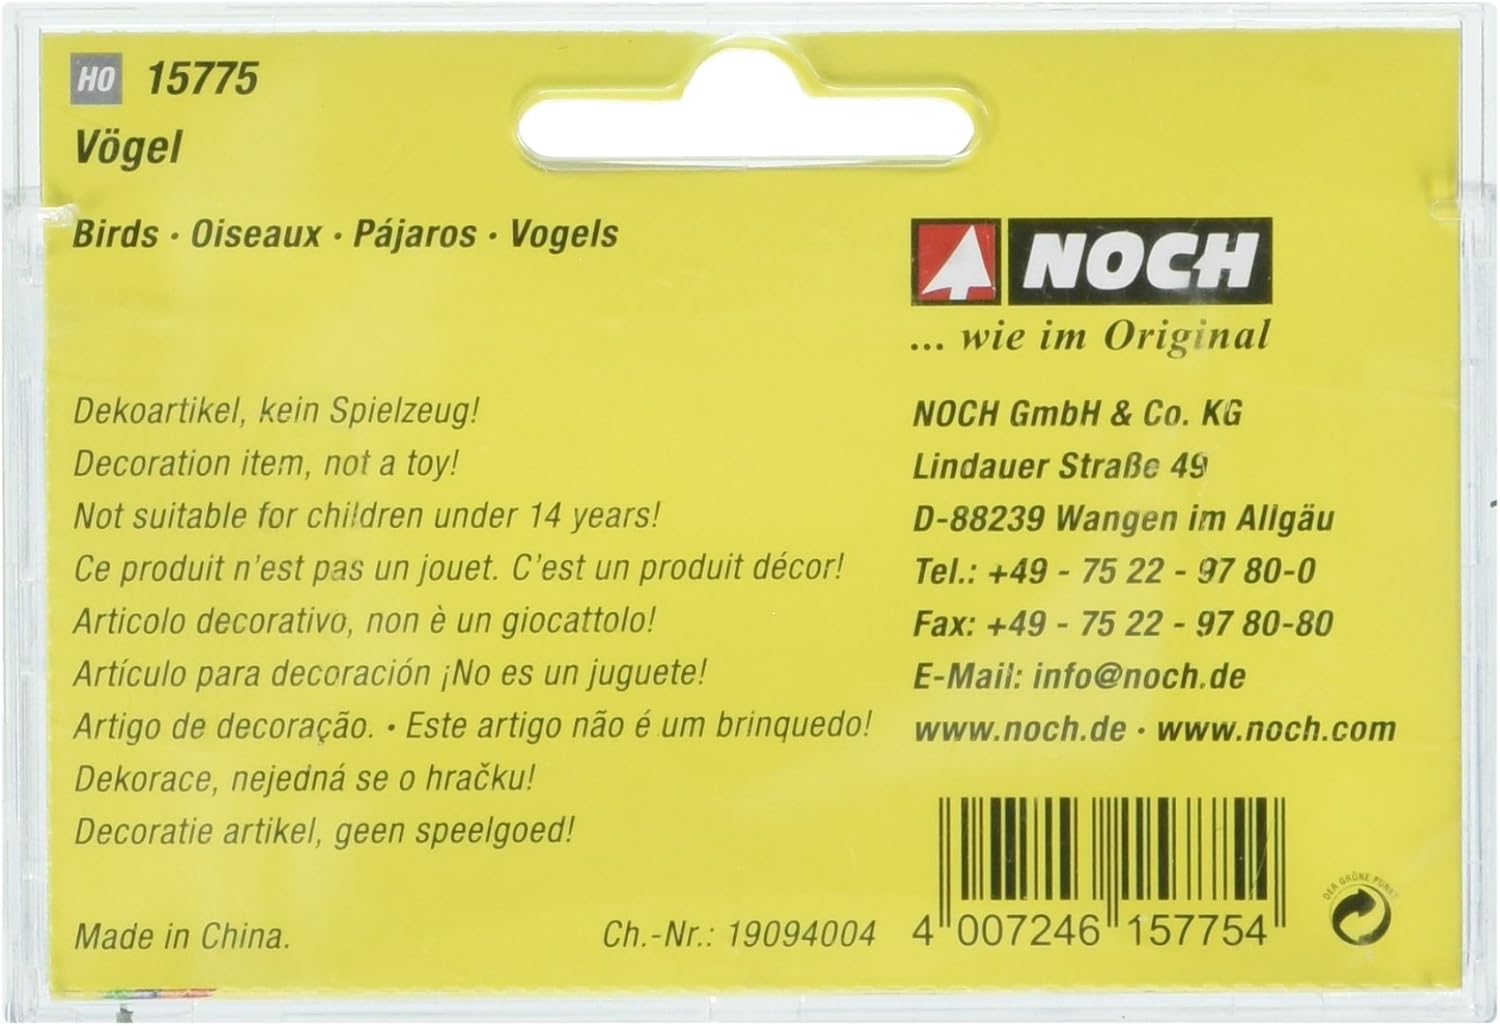 HO 15775
Vögel
Birds · Oiseaux · Pájaros · Vogels
Dekoartikel, kein Spielzeug!
Decoration item, not a toy!
Not suitable for children under 14 years!
Ce produit n'est pas un jouet. C'est un produit décor!
Articolo decorativo, non è un giocattolo!
Artículo para decoración ¡No es un juguete!
Artigo de decoração. · Este artigo não é um brinquedo!
Dekorace, nejedná se o hračku!
Decoratie artikel, geen speelgoed!
Made in China.
Ch.-Nr.: 19094004
NOCH
... wie im Original
NOCH GmbH & Co. KG
Lindauer Straße 49
D-88239 Wangen im Allgäu
Tel.: +49 - 75 22 - 97 80-0
Fax: +49 - 75 22 - 97 80-80
E-Mail: info@noch.de
www.noch.de · www.noch.com
4 007246 157754
DER GRÜNE PUNKT